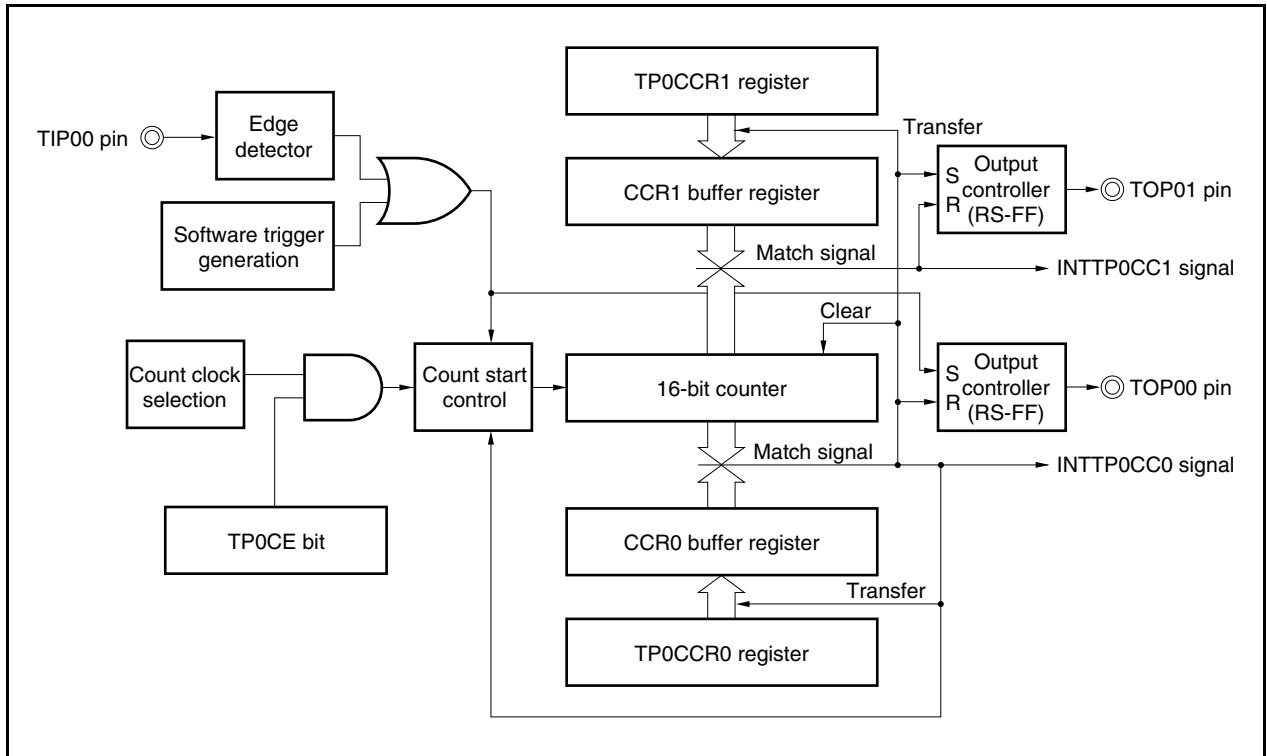 TP0CCR1 register
TIP00 pin
Edge
detector
Transfer
CCR1 buffer register
S
R
Output
controller
(RS-FF)
TOP01 pin
Software trigger
generation
Match signal
INTTP0CC1 signal
Clear
Count clock
selection
Count start
control
16-bit counter
S
R
Output
controller
(RS-FF)
TOP00 pin
Match signal
INTTP0CC0 signal
TP0CE bit
CCR0 buffer register
Transfer
TP0CCR0 register